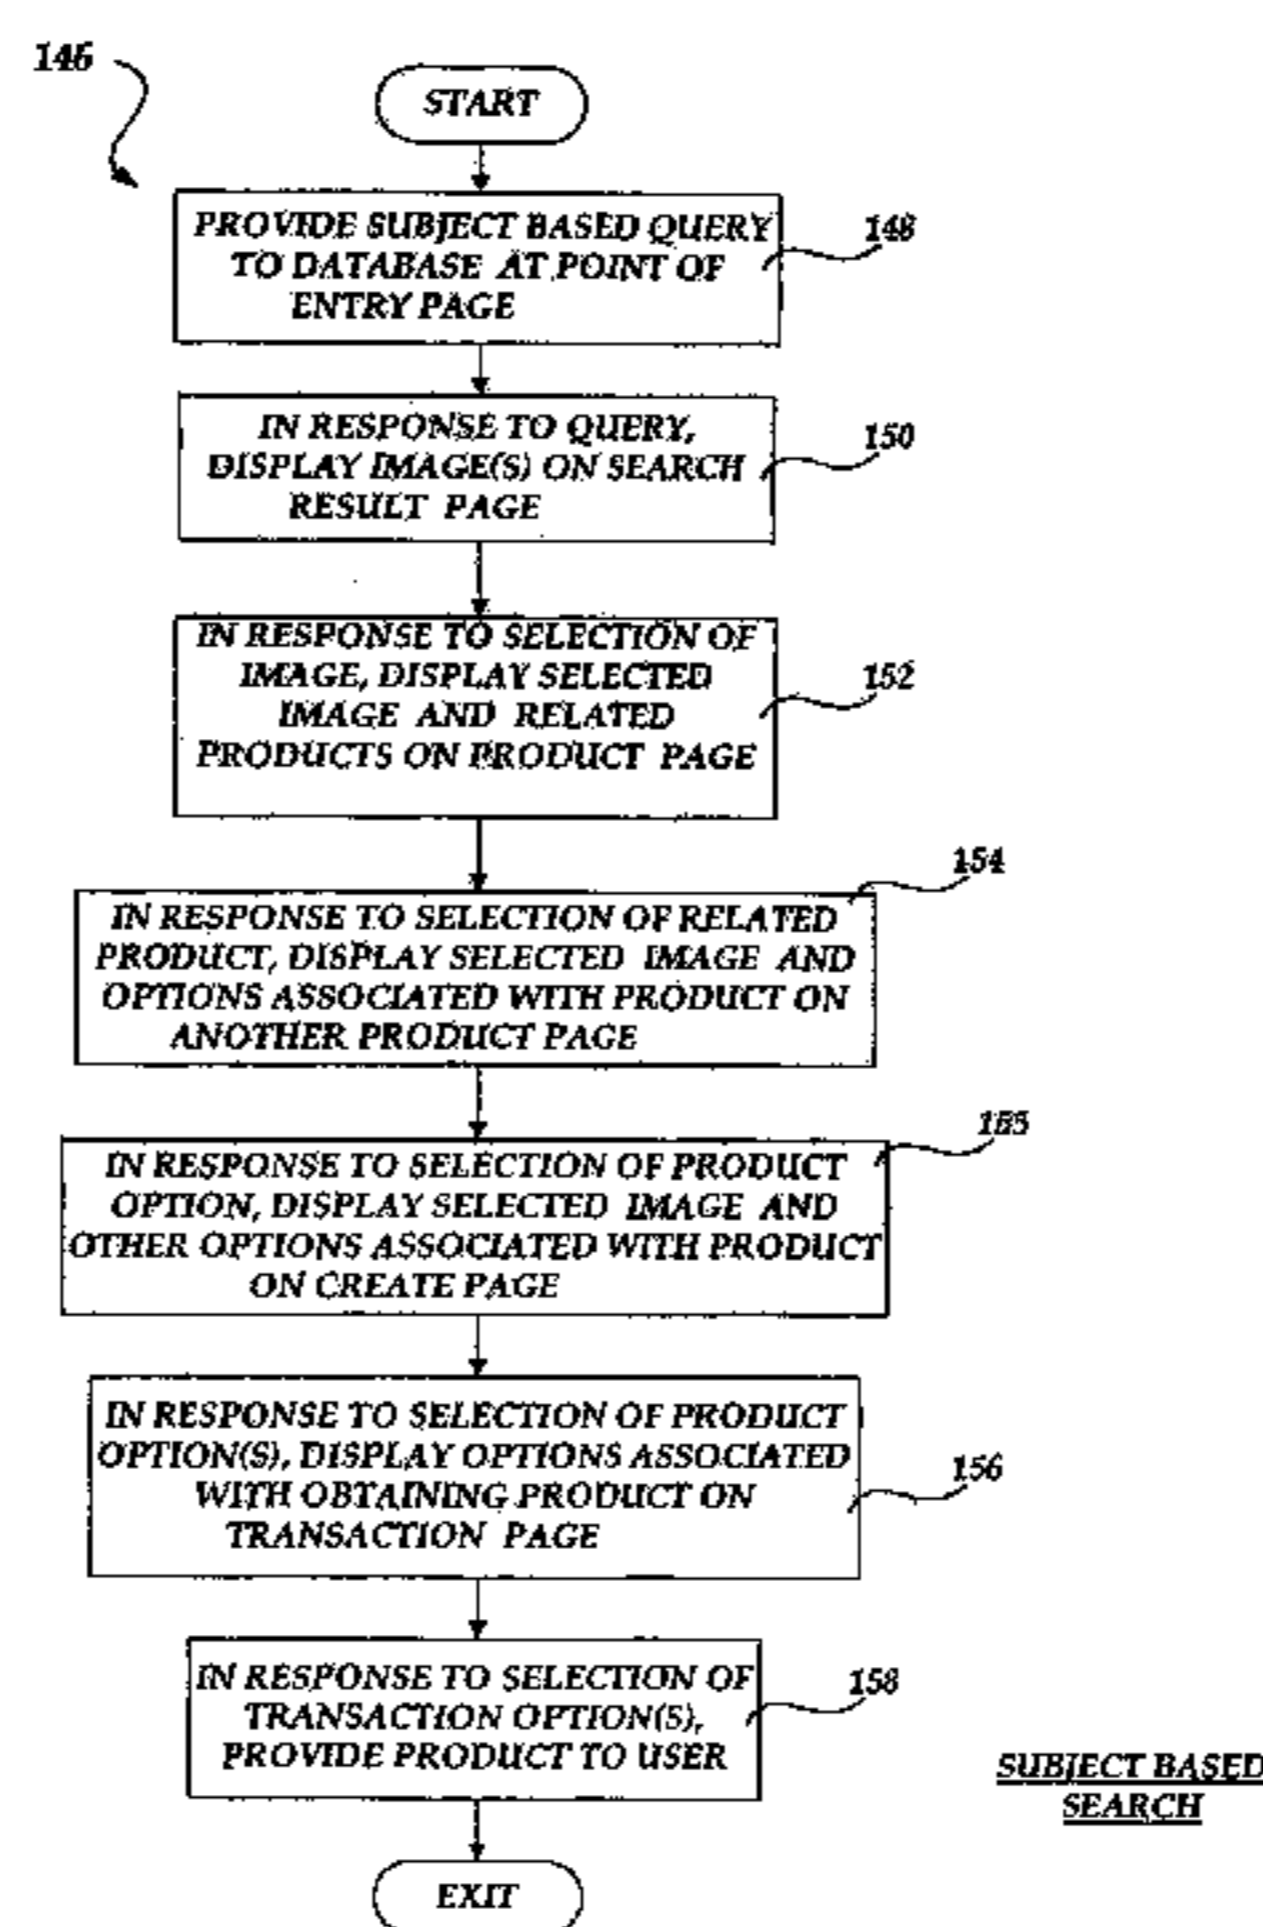 146
START
PROVIDE SUBJECT BASED QUERY
TO DATABASE AT POINT OF
ENTRY PAGE
148
IN RESPONSE TO QUERY,
DISPLAY IMAGE(S) ON SEARCH
RESULT PAGE
150
IN RESPONSE TO SELECTION OF
IMAGE, DISPLAY SELECTED
IMAGE AND RELATED
PRODUCTS ON PRODUCT PAGE
152
154
IN RESPONSE TO SELECTION OF RELATED
PRODUCT, DISPLAY SELECTED IMAGE AND
OPTIONS ASSOCIATED WITH PRODUCT ON
ANOTHER PRODUCT PAGE
155
IN RESPONSE TO SELECTION OF PRODUCT
OPTION, DISPLAY SELECTED IMAGE AND
OTHER OPTIONS ASSOCIATED WITH PRODUCT
ON CREATE PAGE
IN RESPONSE TO SELECTION OF PRODUCT
OPTION(S), DISPLAY OPTIONS ASSOCIATED
WITH OBTAINING PRODUCT ON
TRANSACTION PAGE
156
IN RESPONSE TO SELECTION OF
TRANSACTION OPTION(S),
PROVIDE PRODUCT TO USER
158
SUBJECT BASED
SEARCH
EXIT